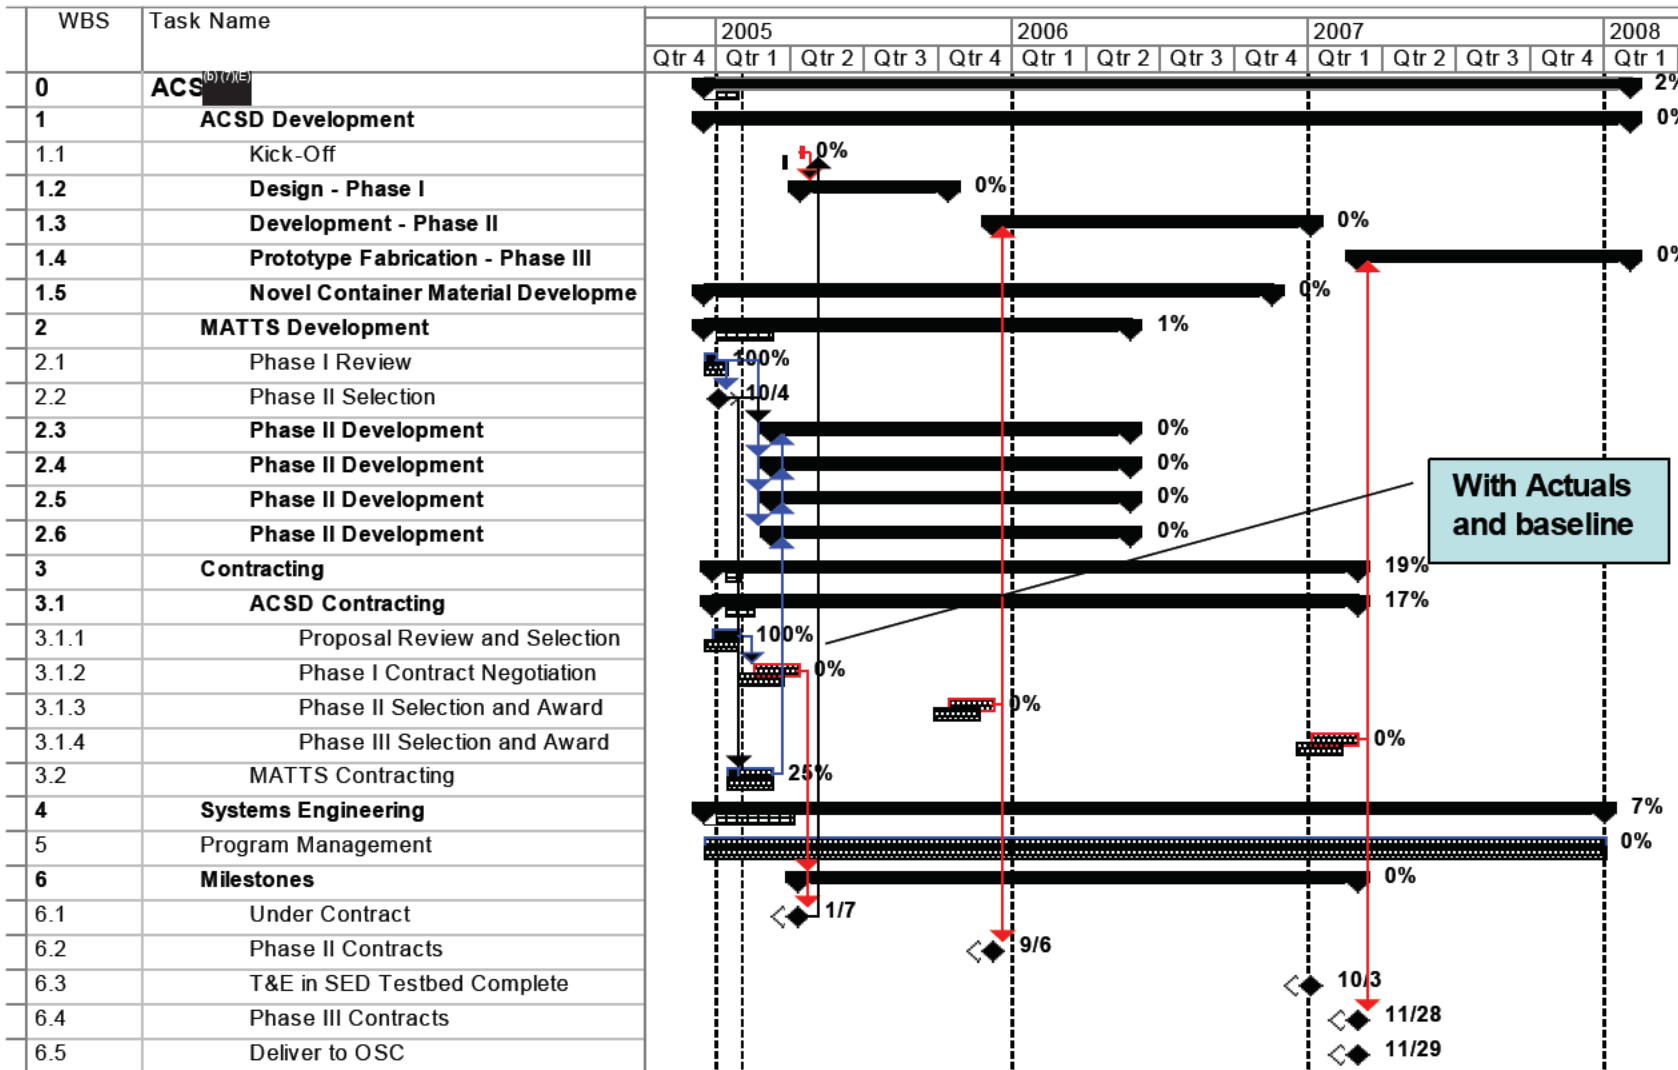 WBS Task Name 2005 2006 2007 2008
Qtr 4 Qtr 1 Qtr 2 Qtr 3 Qtr 4 Qtr 1 Qtr 2 Qtr 3 Qtr 4 Qtr 1 Qtr 2 Qtr 3 Qtr 4 Qtr 1
0 ACS (b) (7)(E) 2%
1 ACSD Development 0%
1.1 Kick-Off 0%
1.2 Design - Phase I 0%
1.3 Development - Phase II 0%
1.4 Prototype Fabrication - Phase III 0%
1.5 Novel Container Material Developme 0%
2 MATTS Development 1%
2.1 Phase I Review 100%
2.2 Phase II Selection 10/4
2.3 Phase II Development 0%
2.4 Phase II Development 0%
2.5 Phase II Development 0%
2.6 Phase II Development 0%
With Actuals
and baseline
3 Contracting 19%
3.1 ACSD Contracting 17%
3.1.1 Proposal Review and Selection 100%
3.1.2 Phase I Contract Negotiation 0%
3.1.3 Phase II Selection and Award 0%
3.1.4 Phase III Selection and Award 0%
3.2 MATTS Contracting 25%
4 Systems Engineering 7%
5 Program Management 0%
6 Milestones 0%
6.1 Under Contract 1/7
6.2 Phase II Contracts 9/6
6.3 T&E in SED Testbed Complete 10/3
6.4 Phase III Contracts 11/28
6.5 Deliver to OSC 11/29